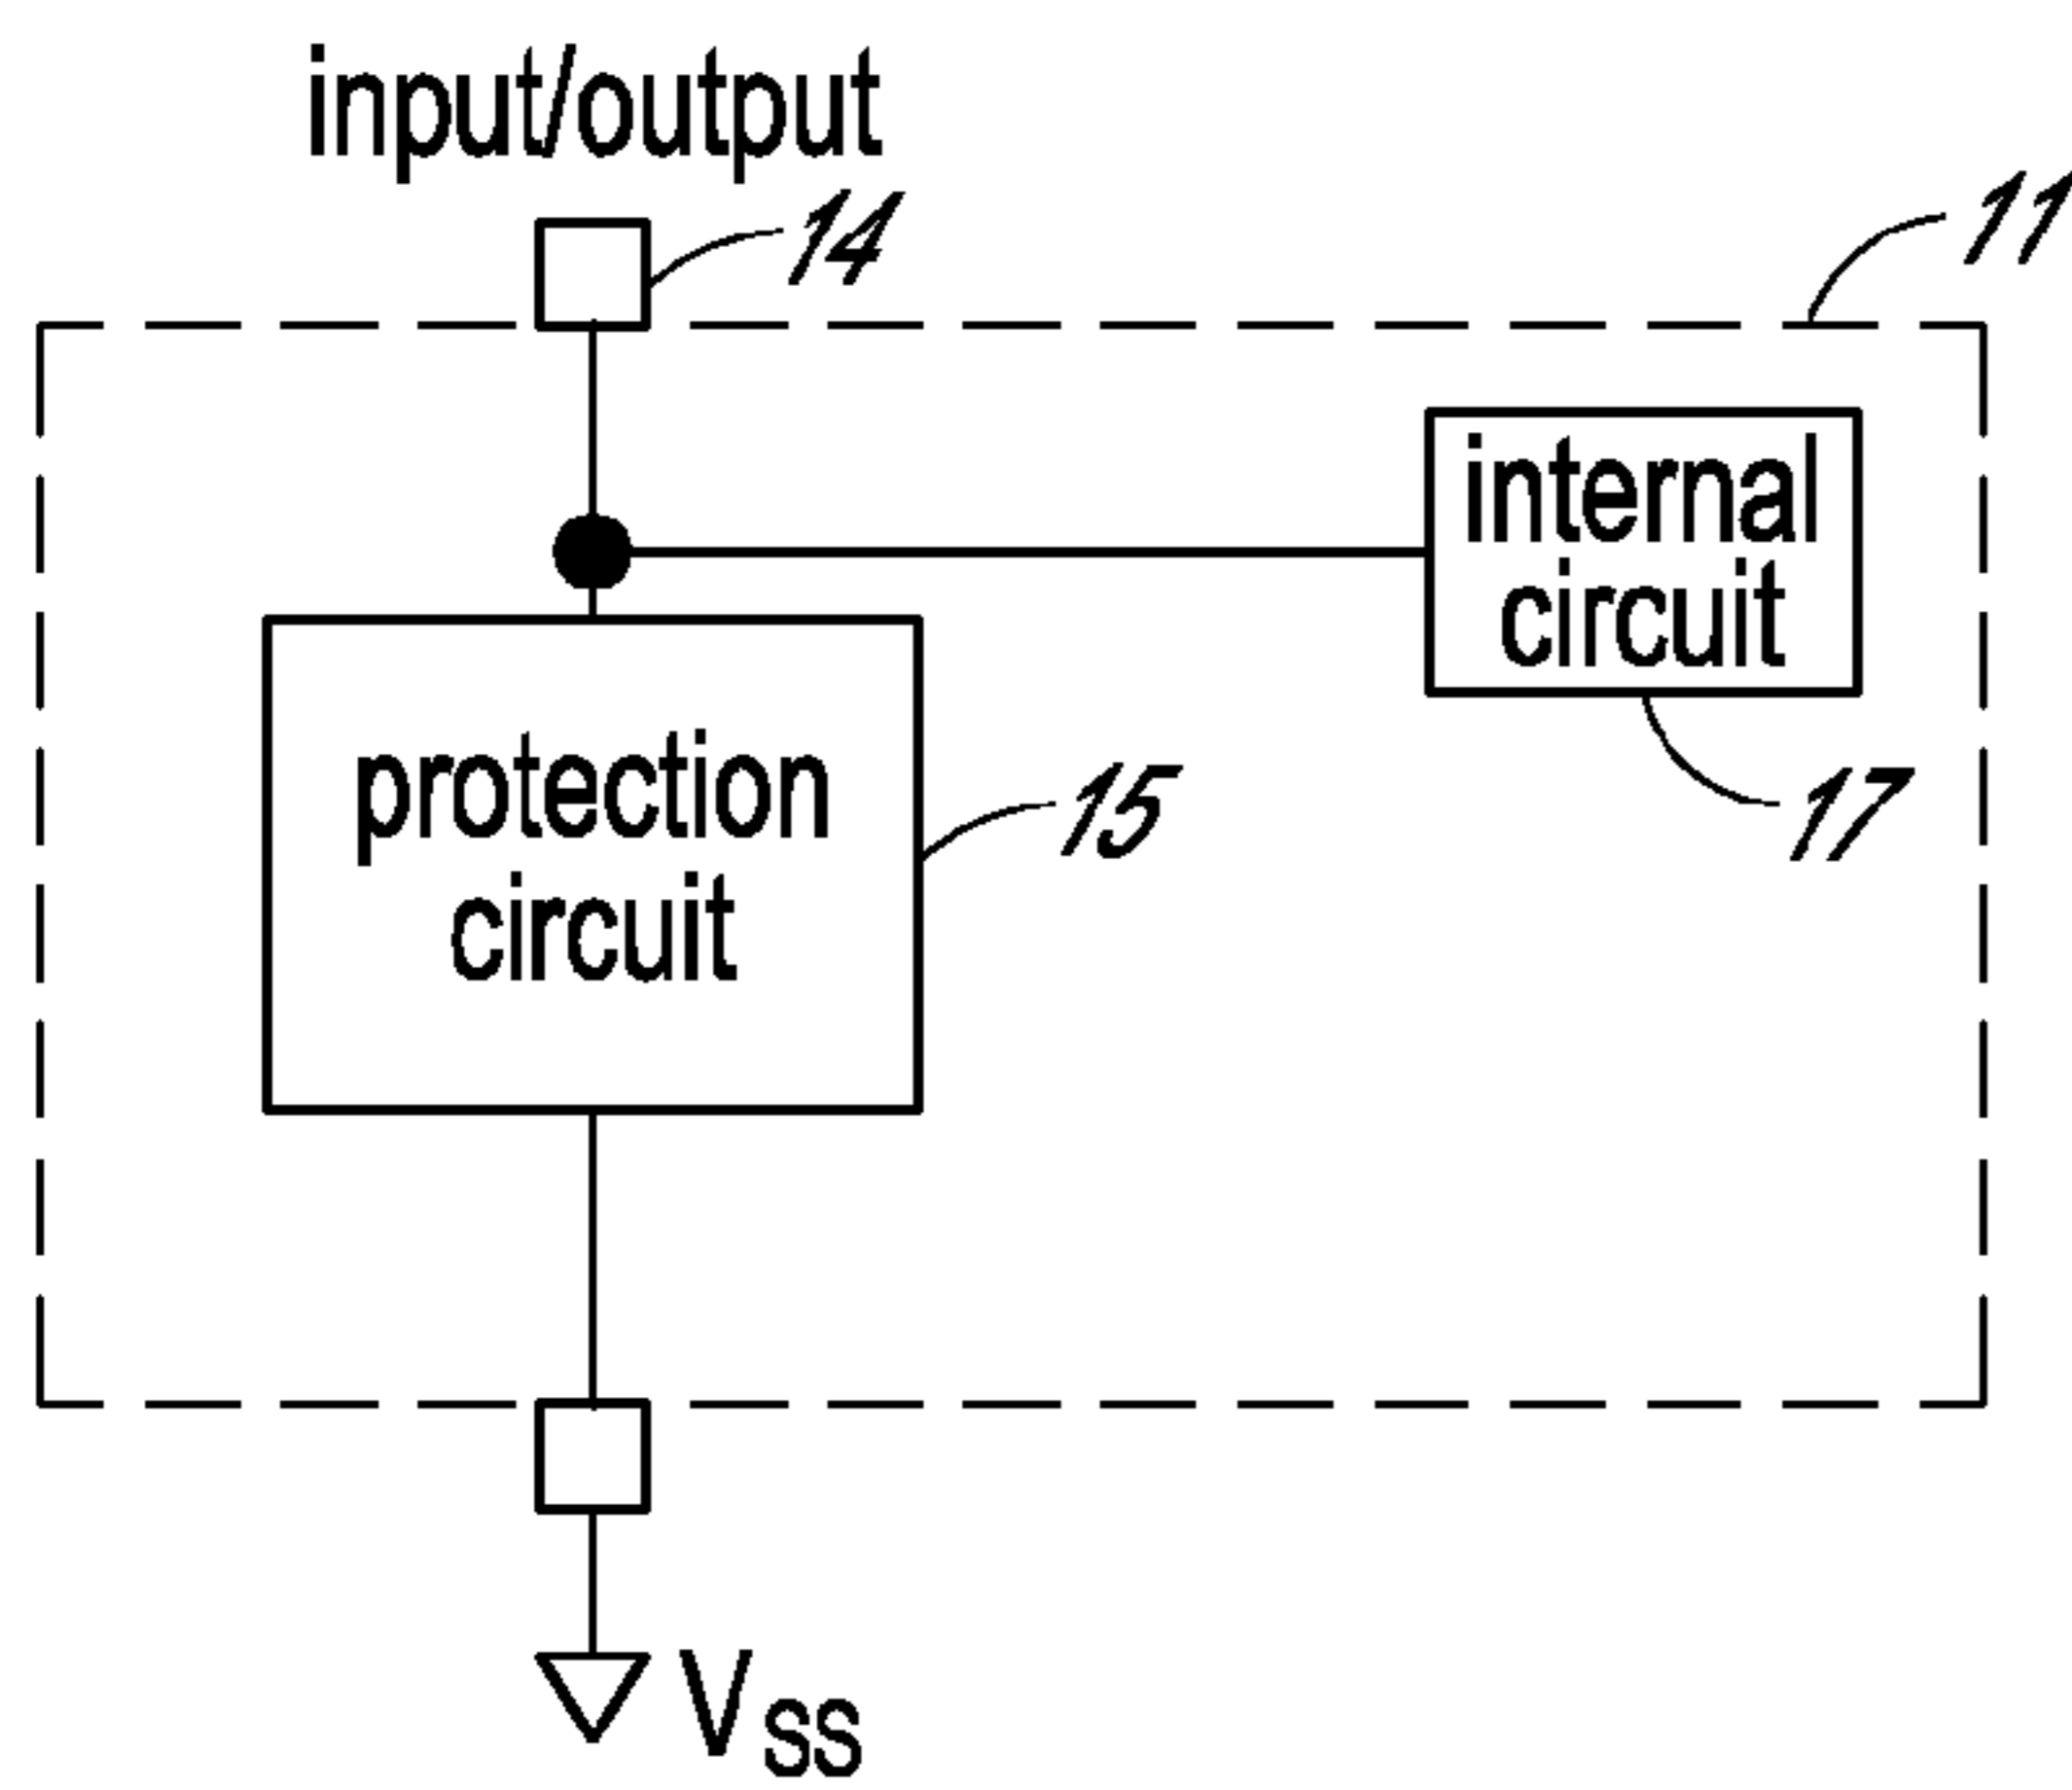 input/output
14
11
internal
circuit
protection
circuit
15
17
VSS